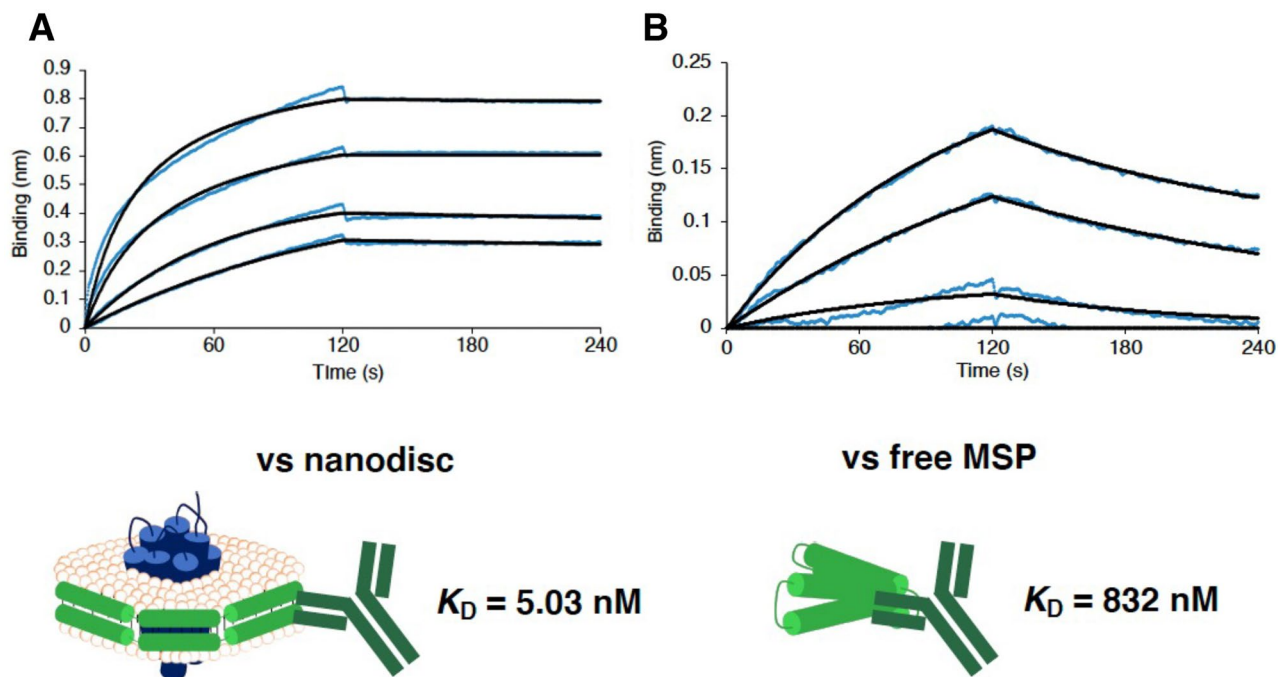 A
0.9
0.8
0.7
0.6
0.5
0.4
0.3
0.2
0.1
0
Binding (nm)
0 60 120 180 240
TIme (s)
B
0.25
0.2
0.15
0.1
0.05
0
Binding (nm)
0 60 120 180 240
Time (s)
vs nanodisc
KD = 5.03 nM
vs free MSP
KD = 832 nM